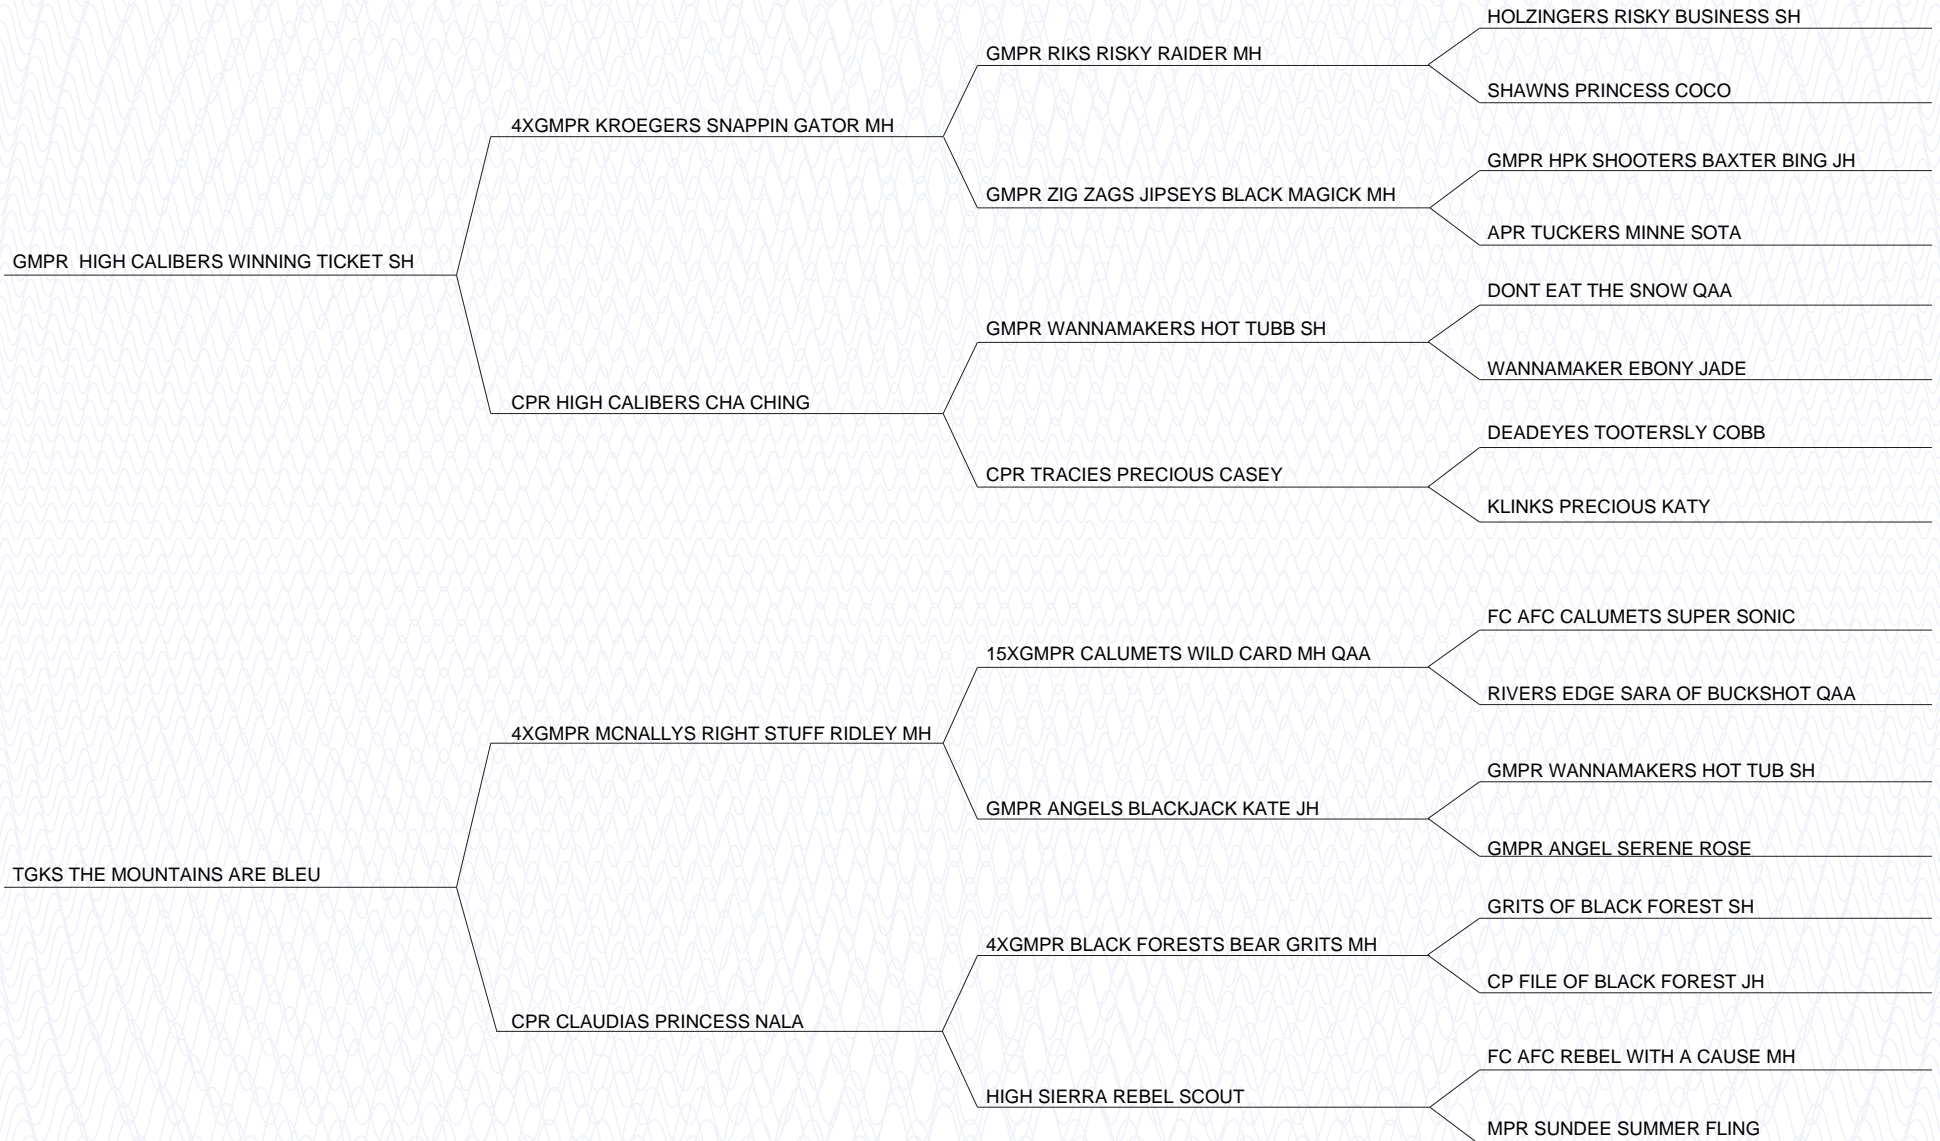 HOLZINGERS RISKY BUSINESS SH
GMPR RIKS RISKY RAIDER MH
SHAWNS PRINCESS COCO
4XGMPR KROEGERS SNAPPIN GATOR MH
GMPR HPK SHOOTERS BAXTER BING JH
GMPR ZIG ZAGS JIPSEYS BLACK MAGICK MH
APR TUCKERS MINNE SOTA
GMPR  HIGH CALIBERS WINNING TICKET SH
DONT EAT THE SNOW QAA
GMPR WANNAMAKERS HOT TUBB SH
WANNAMAKER EBONY JADE
CPR HIGH CALIBERS CHA CHING
DEADEYES TOOTERSLY COBB
CPR TRACIES PRECIOUS CASEY
KLINKS PRECIOUS KATY
FC AFC CALUMETS SUPER SONIC
15XGMPR CALUMETS WILD CARD MH QAA
RIVERS EDGE SARA OF BUCKSHOT QAA
4XGMPR MCNALLYS RIGHT STUFF RIDLEY MH
GMPR WANNAMAKERS HOT TUB SH
GMPR ANGELS BLACKJACK KATE JH
GMPR ANGEL SERENE ROSE
TGKS THE MOUNTAINS ARE BLEU
GRITS OF BLACK FOREST SH
4XGMPR BLACK FORESTS BEAR GRITS MH
CP FILE OF BLACK FOREST JH
CPR CLAUDIAS PRINCESS NALA
FC AFC REBEL WITH A CAUSE MH
HIGH SIERRA REBEL SCOUT
MPR SUNDEE SUMMER FLING